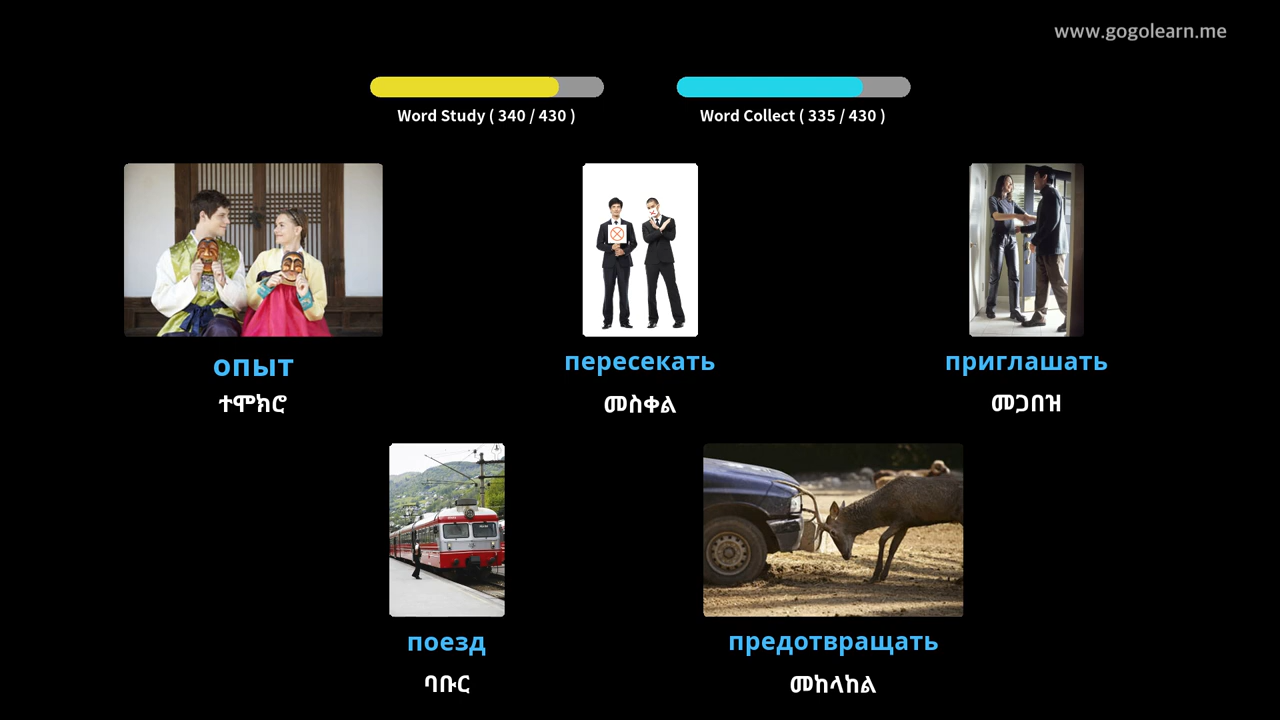 www.gogolearn.me
Word Study ( 340 / 430 )
Word Collect ( 335 / 430 )
опыт
ተሞክሮ
пересекать
መስቀል
приглашать
መጋበዝ
поезд
ባቡር
предотвращать
መከላከል